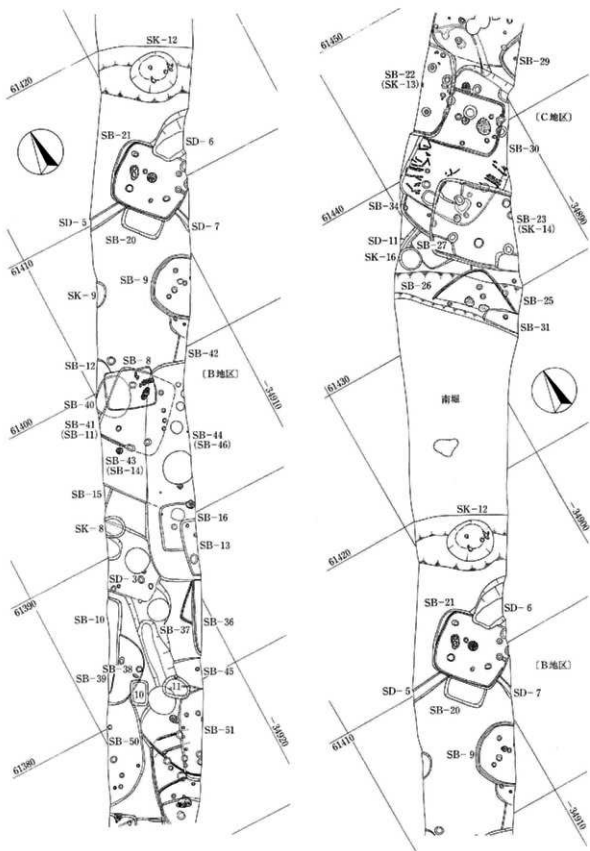 SK-12
61420
SB-21
SD-6
SD-5
SD-7
SB-20
61410
SB-9
SK-9
SB-8
SB-42
SB-12
〔B地区〕
-34910
SB-40
61400
SB-41
(SB-11)
SB-44
(SB-46)
SB-43
(SB-14)
SB-15
SB-16
SK-8
SB-13
SD-3
61390
SB-10
SB-37
SB-36
SB-38
SB-39
SB-45
10
11
SB-50
SB-51
-34920
61380
61450
SB-29
SB-22
(SK-13)
〔C地区〕
SB-30
61440
SB-34
-34890
SB-23
(SK-14)
SD-11
SB-27
SK-16
SB-26
SB-25
SB-31
61430
南堀
-34900
SK-12
61420
SB-21
SD-6
〔B地区〕
SD-5
SD-7
SB-20
61410
SB-9
-34910